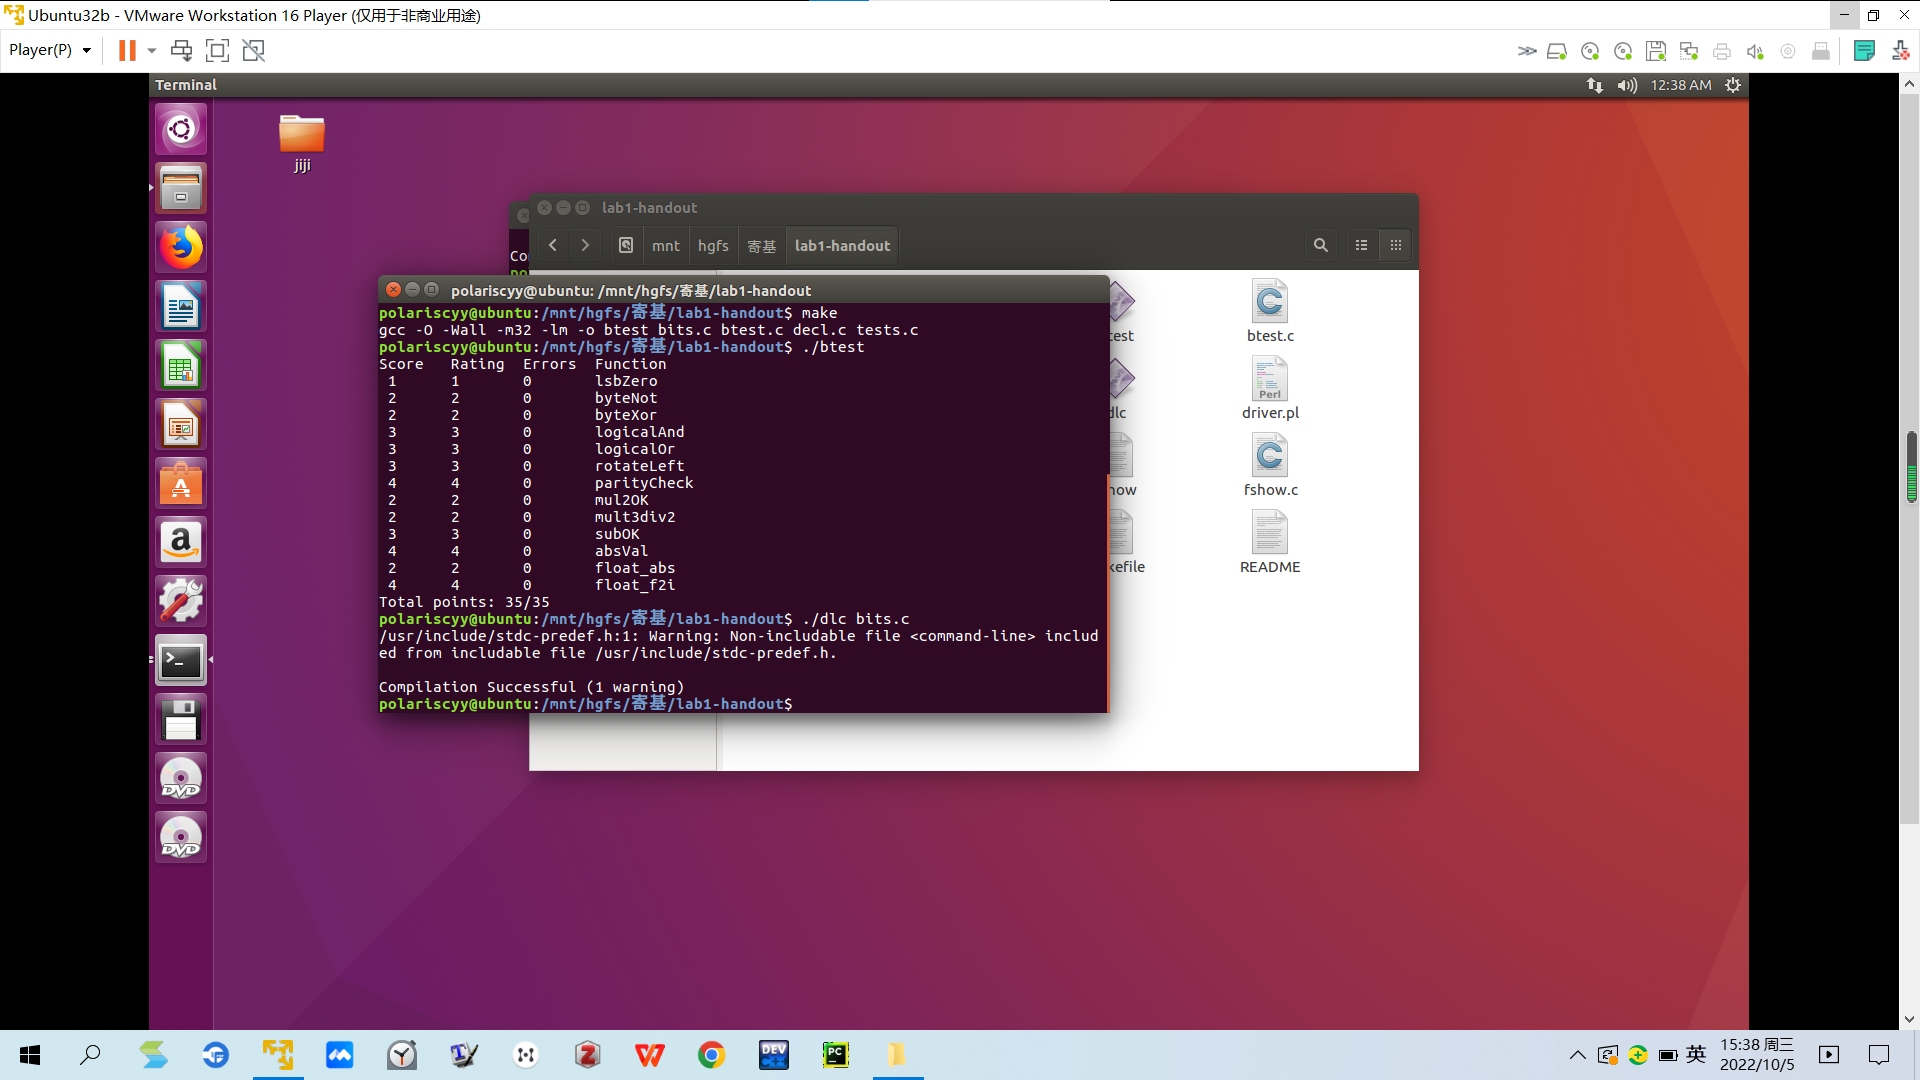 Ubuntu32b - VMware Workstation 16 Player (仅用于非商业用途)
Player(P)
Terminal
12:38 AM
jiji
lab1-handout
mnt
hgfs
寄基
lab1-handout
polariscyy@ubuntu: /mnt/hgfs/寄基/lab1-handout
polariscyy@ubuntu:/mnt/hgfs/寄基/lab1-handout$ make
gcc -O -Wall -m32 -lm -o btest bits.c btest.c decl.c tests.c
polariscyy@ubuntu:/mnt/hgfs/寄基/lab1-handout$ ./btest
Score Rating Errors Function
1 1 0 lsbZero
2 2 0 byteNot
2 2 0 byteXor
3 3 0 logicalAnd
3 3 0 logicalOr
3 3 0 rotateLeft
4 4 0 parityCheck
2 2 0 mul2OK
2 2 0 mult3div2
3 3 0 subOK
4 4 0 absVal
2 2 0 float_abs
4 4 0 float_f2i
Total points: 35/35
polariscyy@ubuntu:/mnt/hgfs/寄基/lab1-handout$ ./dlc bits.c
/usr/include/stdc-predef.h:1: Warning: Non-includable file <command-line> includ
ed from includable file /usr/include/stdc-predef.h.
Compilation Successful (1 warning)
polariscyy@ubuntu:/mnt/hgfs/寄基/lab1-handout$
btest.c
Perl
driver.pl
fshow.c
README
DVD
DVD
DEV
PC
英
15:38 周三
2022/10/5